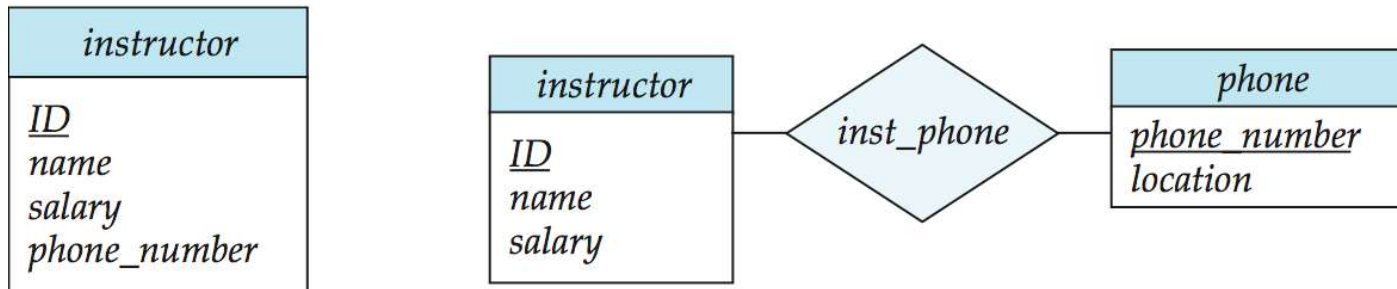 instructor
ID
name
salary
phone_number
instructor
ID
name
salary
inst_phone
phone
phone_number
location